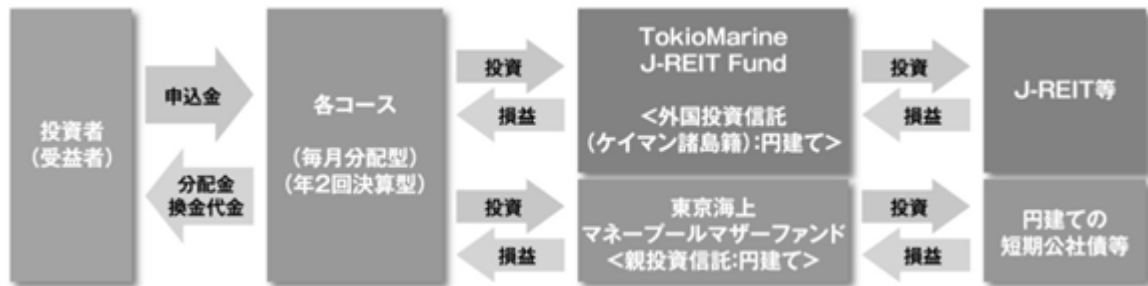 投資者
(受益者)
申込金
分配金
換金代金
各コース
(毎月分配型)
(年2回決算型)
投資
損益
投資
損益
TokioMarine
J-REIT Fund
<外国投資信託
(ケイマン諸島籍):円建て>
東京海上
マネープールマザーファンド
<親投資信託:円建て>
投資
損益
投資
損益
J-REIT等
円建ての
短期公社債等